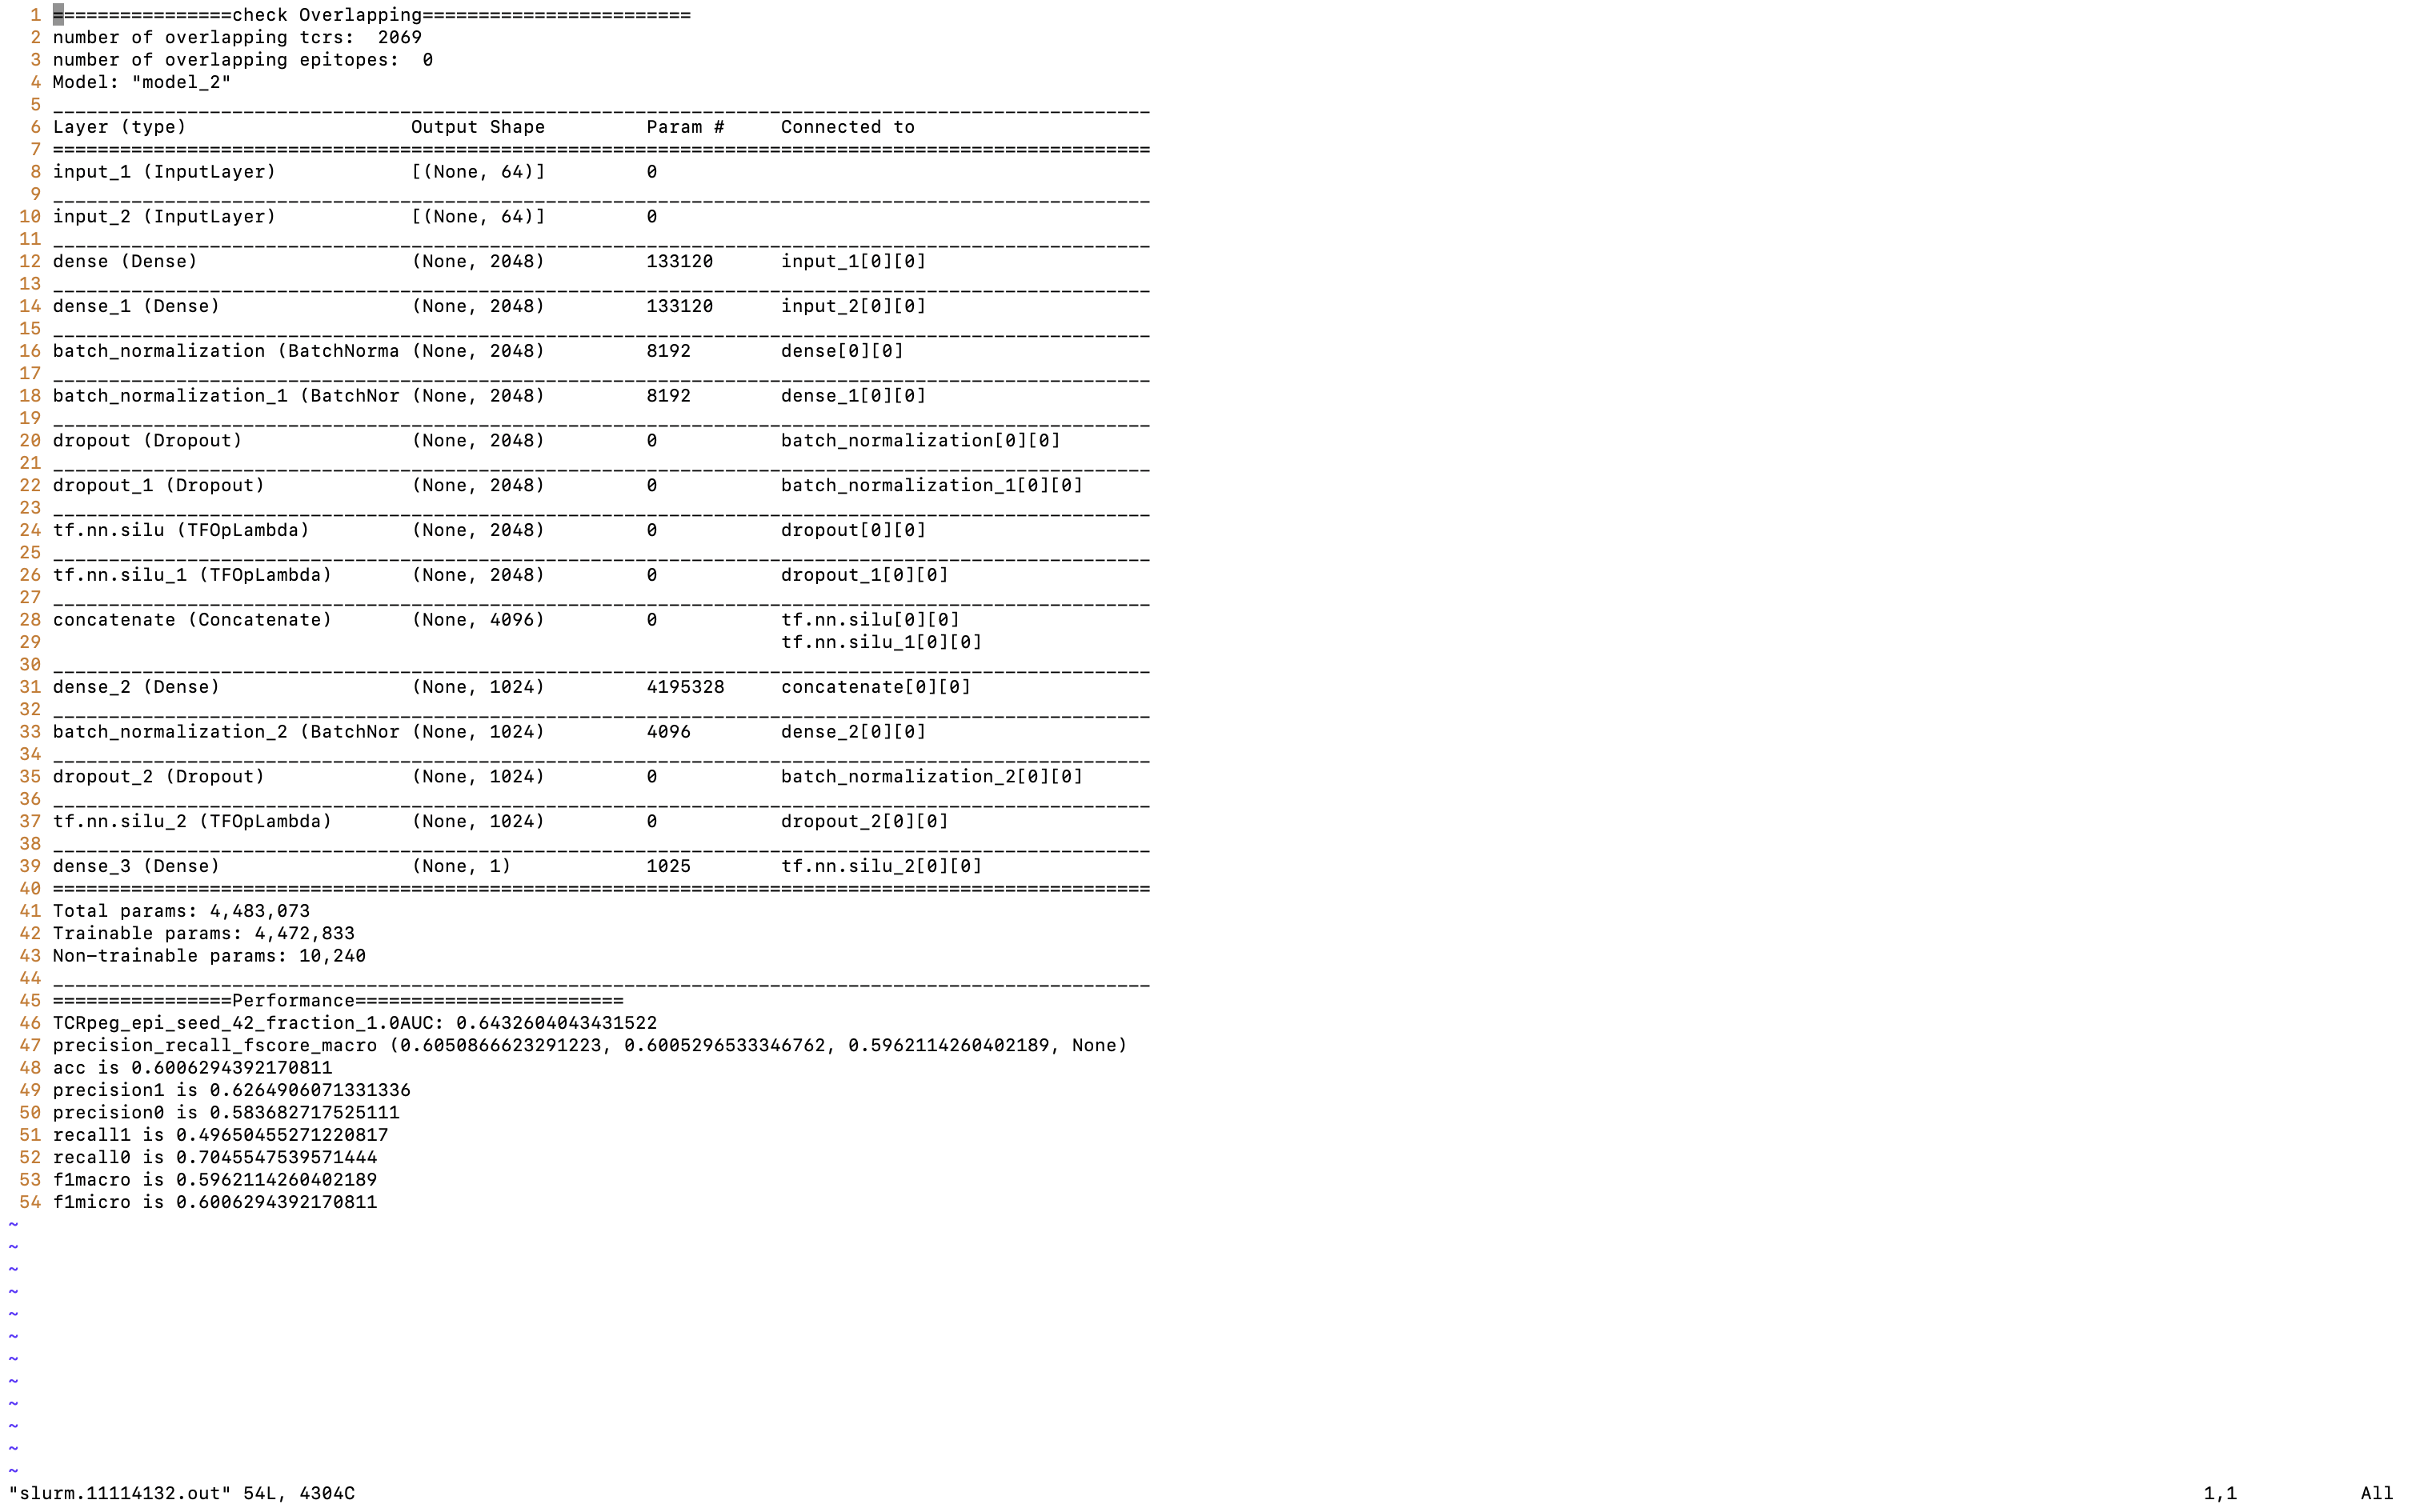 1 ================check Overlapping========================
2 number of overlapping tcrs:  2069
3 number of overlapping epitopes:  0
4 Model: "model_2"
5 __________________________________________________________________________________________________
6 Layer (type)                    Output Shape         Param #     Connected to
7 ==================================================================================================
8 input_1 (InputLayer)            [(None, 64)]         0
9 __________________________________________________________________________________________________
10 input_2 (InputLayer)            [(None, 64)]         0
11 __________________________________________________________________________________________________
12 dense (Dense)                   (None, 2048)         133120      input_1[0][0]
13 __________________________________________________________________________________________________
14 dense_1 (Dense)                 (None, 2048)         133120      input_2[0][0]
15 __________________________________________________________________________________________________
16 batch_normalization (BatchNorma (None, 2048)         8192        dense[0][0]
17 __________________________________________________________________________________________________
18 batch_normalization_1 (BatchNor (None, 2048)         8192        dense_1[0][0]
19 __________________________________________________________________________________________________
20 dropout (Dropout)               (None, 2048)         0           batch_normalization[0][0]
21 __________________________________________________________________________________________________
22 dropout_1 (Dropout)             (None, 2048)         0           batch_normalization_1[0][0]
23 __________________________________________________________________________________________________
24 tf.nn.silu (TFOpLambda)         (None, 2048)         0           dropout[0][0]
25 __________________________________________________________________________________________________
26 tf.nn.silu_1 (TFOpLambda)       (None, 2048)         0           dropout_1[0][0]
27 __________________________________________________________________________________________________
28 concatenate (Concatenate)       (None, 4096)         0           tf.nn.silu[0][0]
29                                                                  tf.nn.silu_1[0][0]
30 __________________________________________________________________________________________________
31 dense_2 (Dense)                 (None, 1024)         4195328     concatenate[0][0]
32 __________________________________________________________________________________________________
33 batch_normalization_2 (BatchNor (None, 1024)         4096        dense_2[0][0]
34 __________________________________________________________________________________________________
35 dropout_2 (Dropout)             (None, 1024)         0           batch_normalization_2[0][0]
36 __________________________________________________________________________________________________
37 tf.nn.silu_2 (TFOpLambda)       (None, 1024)         0           dropout_2[0][0]
38 __________________________________________________________________________________________________
39 dense_3 (Dense)                 (None, 1)            1025        tf.nn.silu_2[0][0]
40 ==================================================================================================
41 Total params: 4,483,073
42 Trainable params: 4,472,833
43 Non-trainable params: 10,240
44 __________________________________________________________________________________________________
45 ================Performance========================
46 TCRpeg_epi_seed_42_fraction_1.0AUC: 0.6432604043431522
47 precision_recall_fscore_macro (0.6050866623291223, 0.6005296533346762, 0.5962114260402189, None)
48 acc is 0.6006294392170811
49 precision1 is 0.6264906071331336
50 precision0 is 0.583682717525111
51 recall1 is 0.49650455271220817
52 recall0 is 0.7045547539571444
53 f1macro is 0.5962114260402189
54 f1micro is 0.6006294392170811
~
~
~
~
~
~
~
~
~
~
~
~
"slurm.11114132.out" 54L, 4304C                    1,1           All